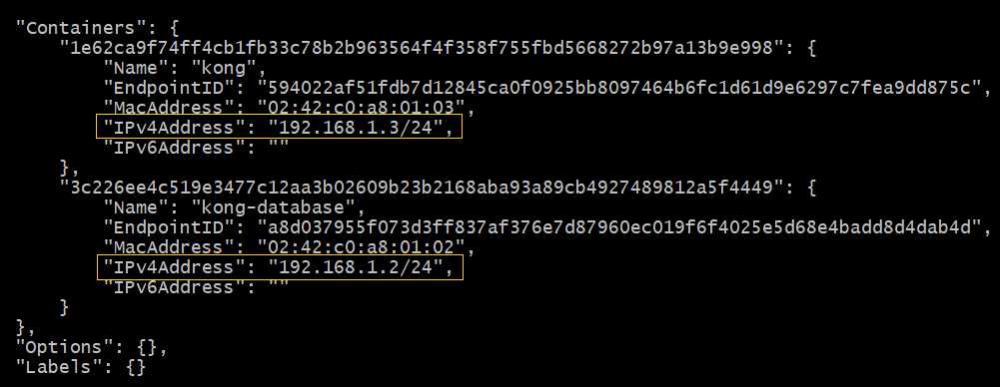 "Containers": {
"1e62ca9f74ff4cb1fb33c78b2b963564f4f358f755fbd5668272b97a13b9e998": {
"Name": "kong",
"EndpointID": "594022af51fdb7d12845ca0f0925bb8097464b6fc1d61d9e6297c7fea9dd875c",
"MacAddress": "02:42:c0:a8:01:03",
"IPv4Address": "192.168.1.3/24",
"IPv6Address": ""
},
"3c226ee4c519e3477c12aa3b02609b23b2168aba93a89cb4927489812a5f4449": {
"Name": "kong-database",
"EndpointID": "a8d037955f073d3ff837af376e7d87960ec019f6f4025e5d68e4badd8d4dab4d",
"MacAddress": "02:42:c0:a8:01:02",
"IPv4Address": "192.168.1.2/24",
"IPv6Address": ""
}
},
"Options": {},
"Labels": {}